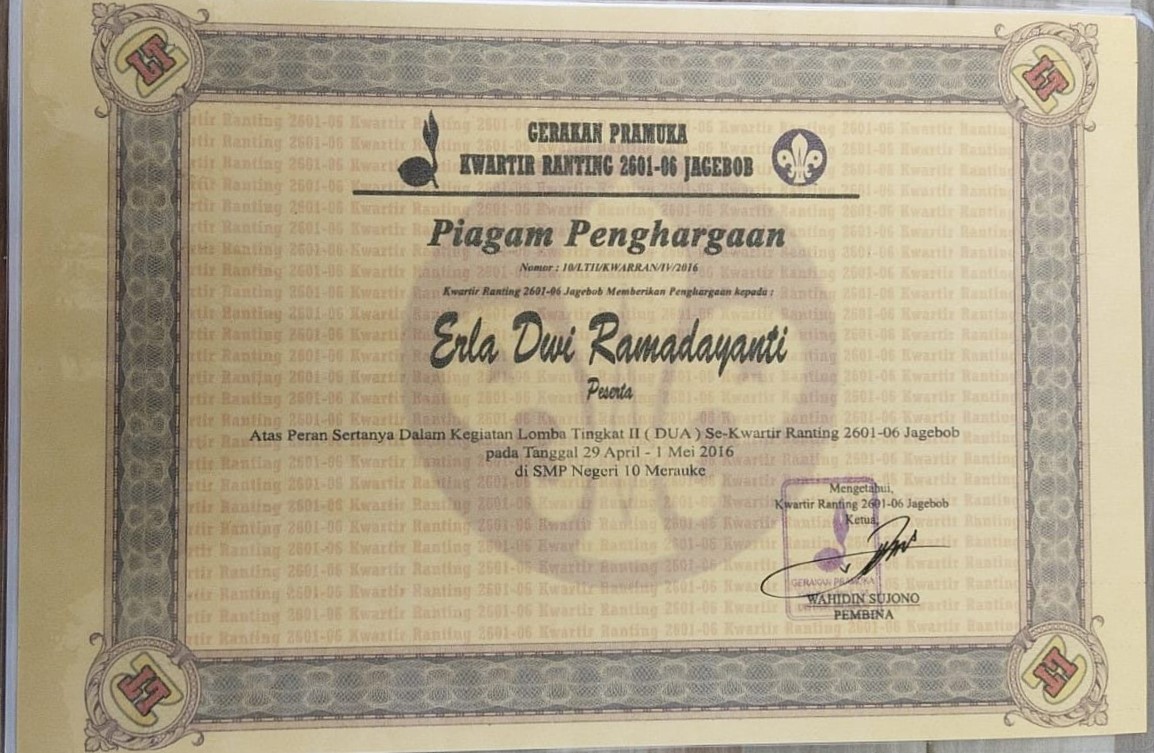 GERAKAN PRAMUKA
KWARTIR RANTING 2601-06 JAGEBOB
Piagam Penghargaan
Nomor : 10/LTII/KWARRAN/IV/2016
Kwartir Ranting 2601-06 Jagebob Memberikan Penghargaan kepada :
Erla Dwi Ramadayanti
Peserta
Atas Peran Sertanya Dalam Kegiatan Lomba Tingkat II ( DUA ) Se-Kwartir Ranting 2601-06 Jagebob
pada Tanggal 29 April - 1 Mei 2016
di SMP Negeri 10 Merauke
Mengetahui,
Kwartir Ranting 2601-06 Jagebob
Ketua,
GERAKAN PRAMUKA
WAHIDIN SUJONO
PEMBINA